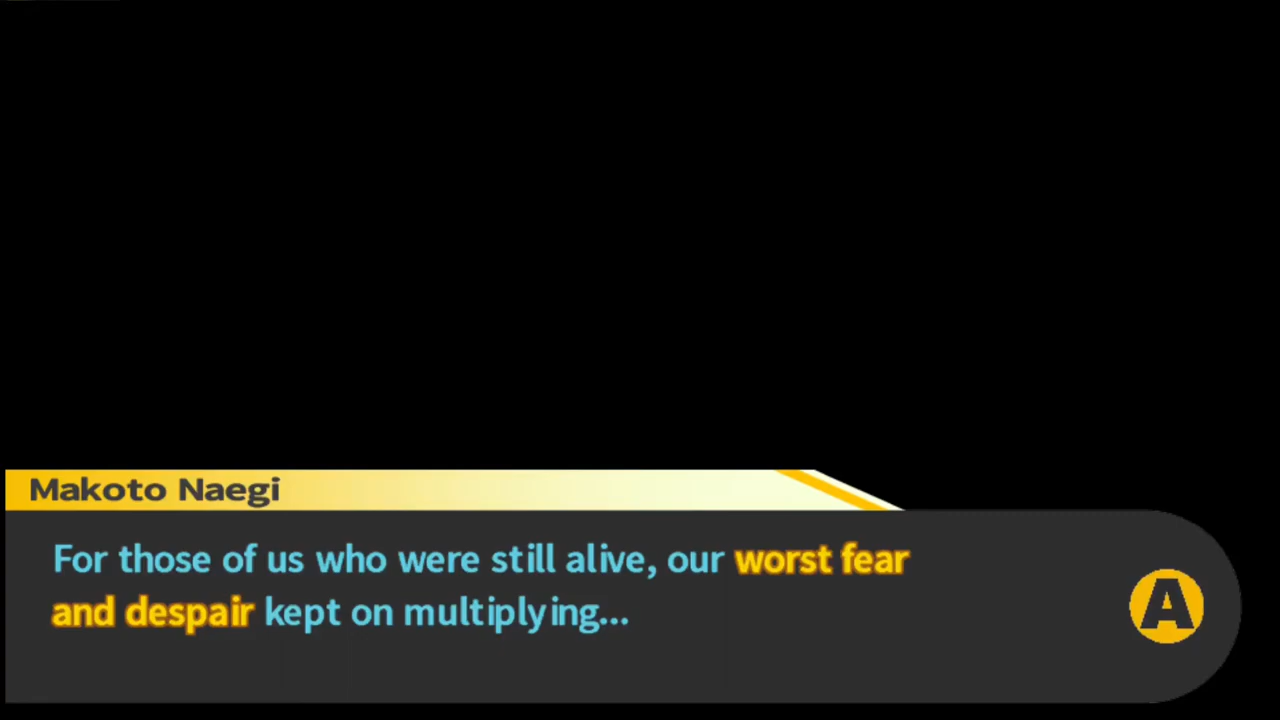 Makoto Naegi
For those of us who were still alive, our worst fear
and despair kept on multiplying...
A